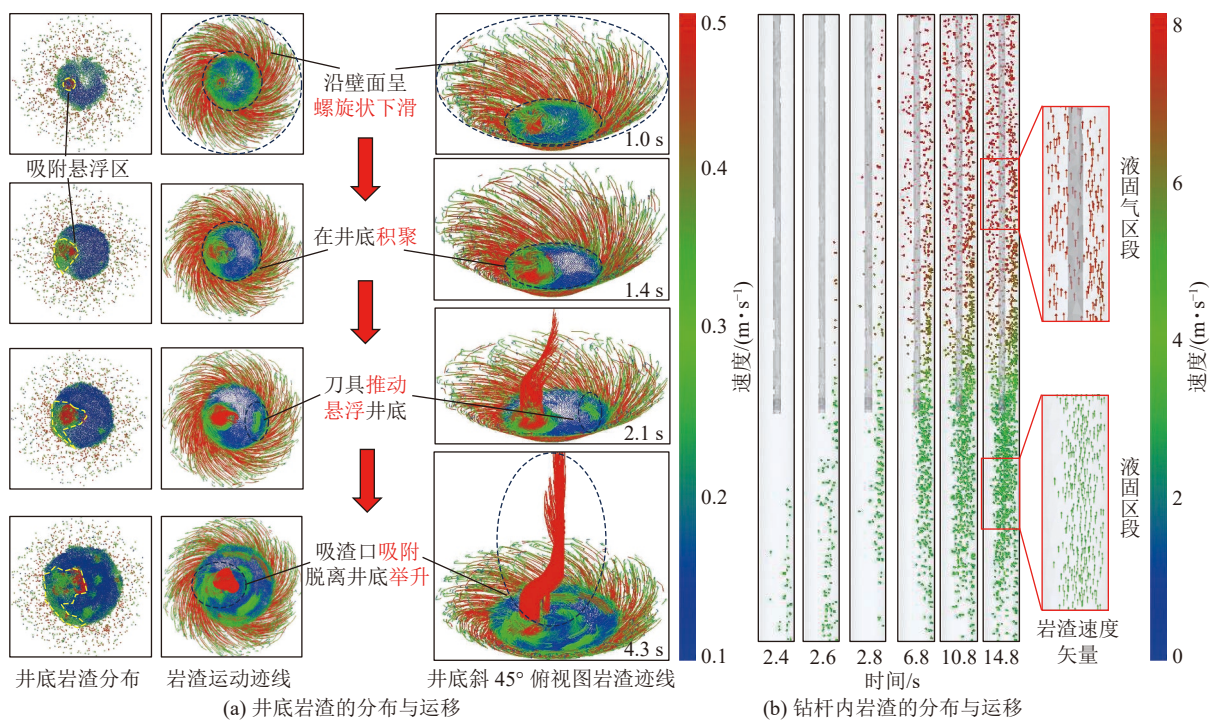 沿壁面呈
螺旋状下滑
1.0 s
吸附悬浮区
在井底积聚
1.4 s
刀具推动
悬浮井底
2.1 s
吸渣口吸附
脱离井底举升
4.3 s
井底岩渣分布
岩渣运动迹线
井底斜 45° 俯视图岩渣迹线
0.5
0.4
0.3
0.2
0.1
速度/(m·s⁻¹)
(a) 井底岩渣的分布与运移
2.4
2.6
2.8
6.8
10.8
14.8
时间/s
液固气区段
液固区段
岩渣速度
矢量
8
6
4
2
0
速度/(m·s⁻¹)
(b) 钻杆内岩渣的分布与运移